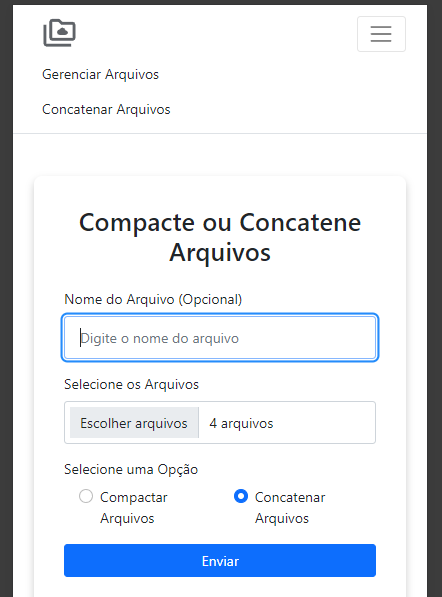 Gerenciar Arquivos
Concatenar Arquivos
Compacte ou Concatene
Arquivos
Nome do Arquivo (Opcional)
Digite o nome do arquivo
Selecione os Arquivos
Escolher arquivos 4 arquivos
Selecione uma Opção
Compactar Concatenar
Arquivos Arquivos
Enviar